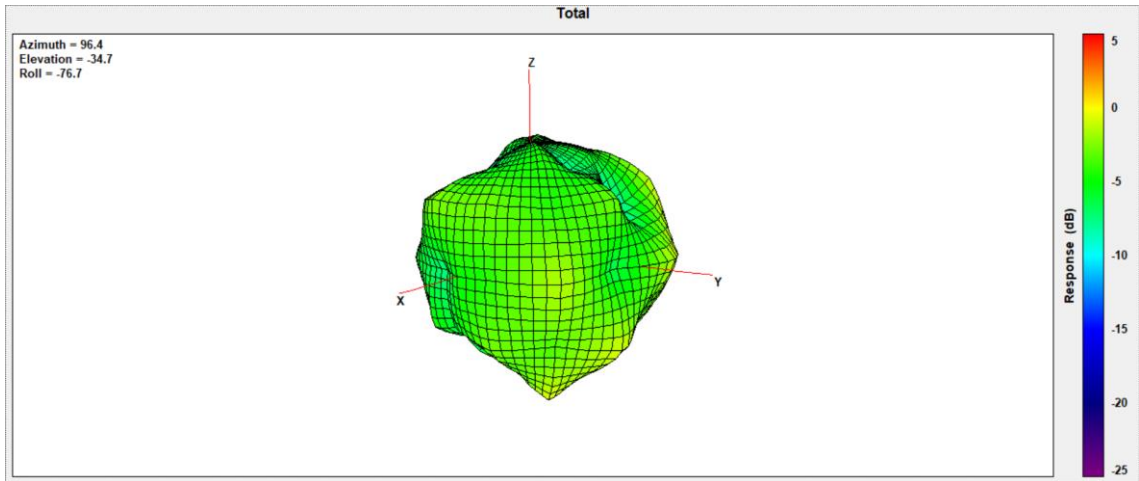 Total
Azimuth = 96.4
Elevation = -34.7
Roll = -76.7
Z
X
Y
5
0
-5
-10
-15
-20
-25
Response (dB)